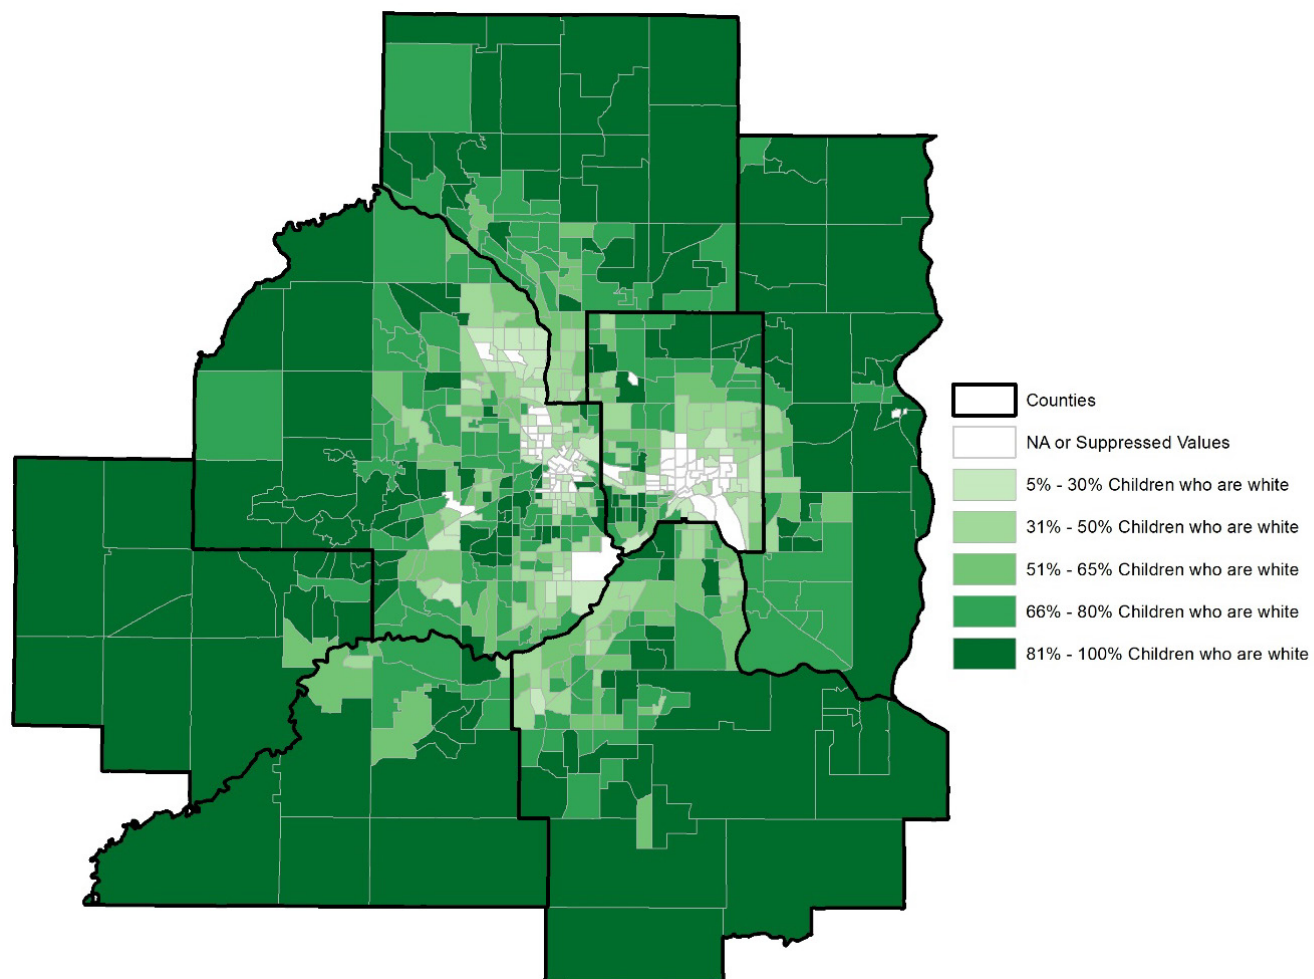 Counties
NA or Suppressed Values
5% - 30% Children who are white
31% - 50% Children who are white
51% - 65% Children who are white
66% - 80% Children who are white
81% - 100% Children who are white